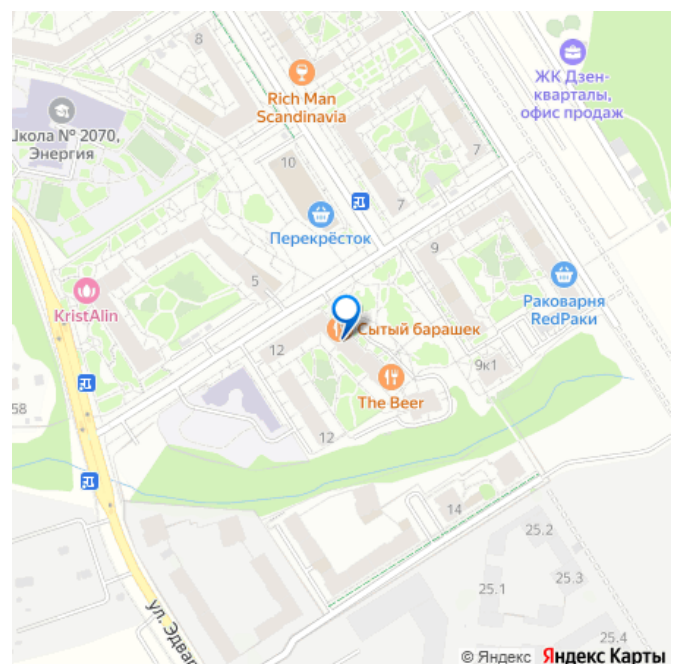 8
Rich Man
Scandinavia
ЖК Дзен-
кварталы,
офис продаж
Школа № 2070,
Энергия
10
7
7
Перекрёсток
9
5
KristAlin
Раковарня
RedРаки
Сытый барашек
12
9к1
The Beer
58
12
14
25.2
25.3
25.1
25.4
ул. Эдвар
© Яндекс Яндекс Карты